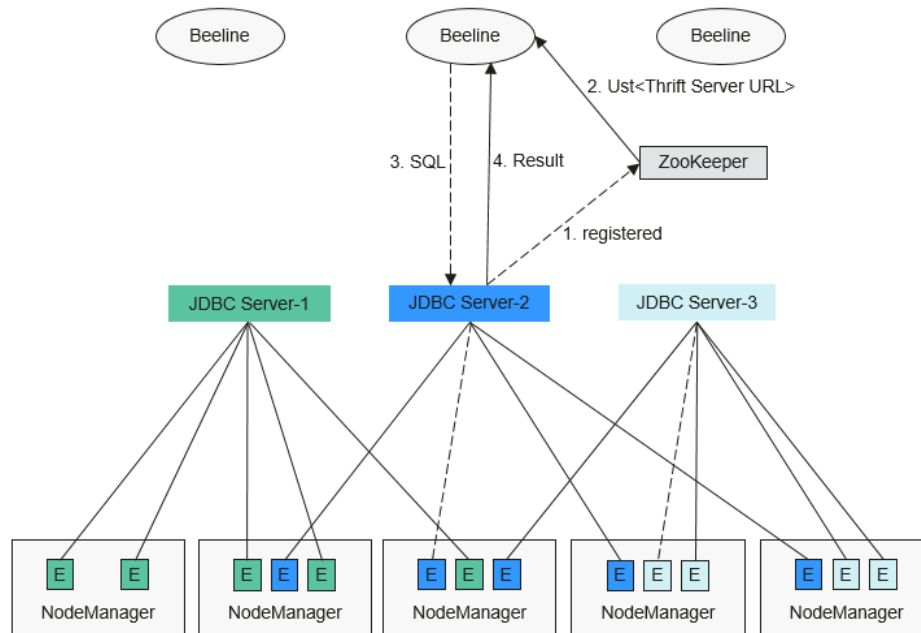 Beeline
Beeline
Beeline
2. Ust<Thrift Server URL>
3. SQL
4. Result
ZooKeeper
1. registered
JDBC Server-1
JDBC Server-2
JDBC Server-3
E
E
E
E
E
E
E
E
E
E
E
E
E
E
NodeManager
NodeManager
NodeManager
NodeManager
NodeManager